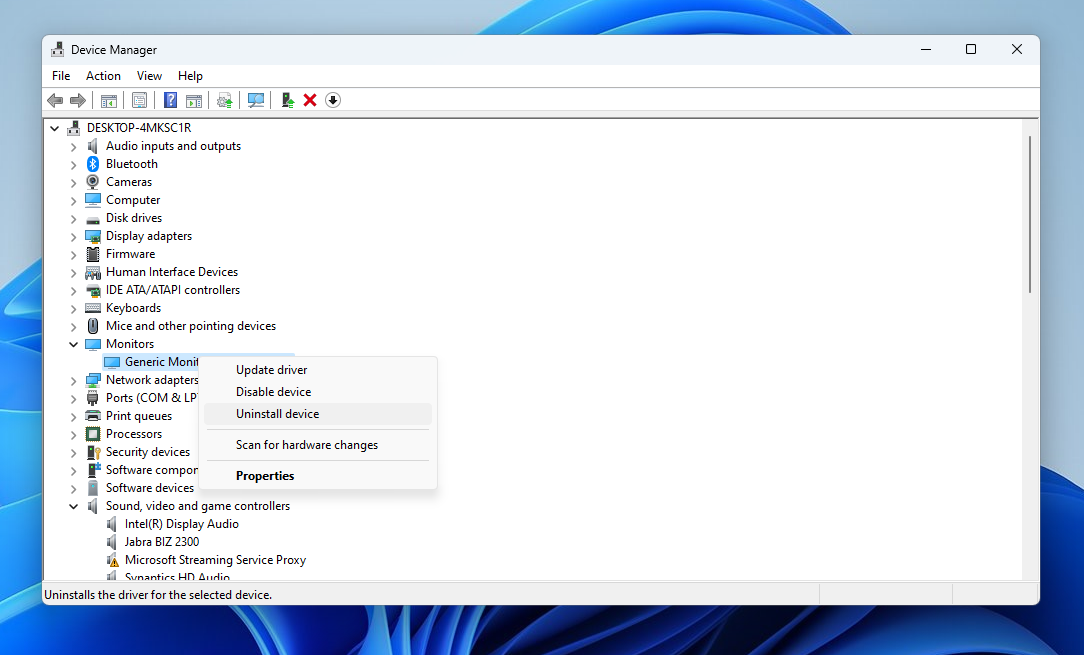 Device Manager
File Action View Help
DESKTOP-4MKSC1R
Audio inputs and outputs
Bluetooth
Cameras
Computer
Disk drives
Display adapters
Firmware
Human Interface Devices
IDE ATA/ATAPI controllers
Keyboards
Mice and other pointing devices
Monitors
Generic Monit
Update driver
Disable device
Uninstall device
Scan for hardware changes
Properties
Network adapters
Ports (COM & LP
Print queues
Processors
Security devices
Software compon
Software devices
Sound, video and game controllers
Intel(R) Display Audio
Jabra BIZ 2300
Microsoft Streaming Service Proxy
Synaptics HD Audio
Uninstalls the driver for the selected device.